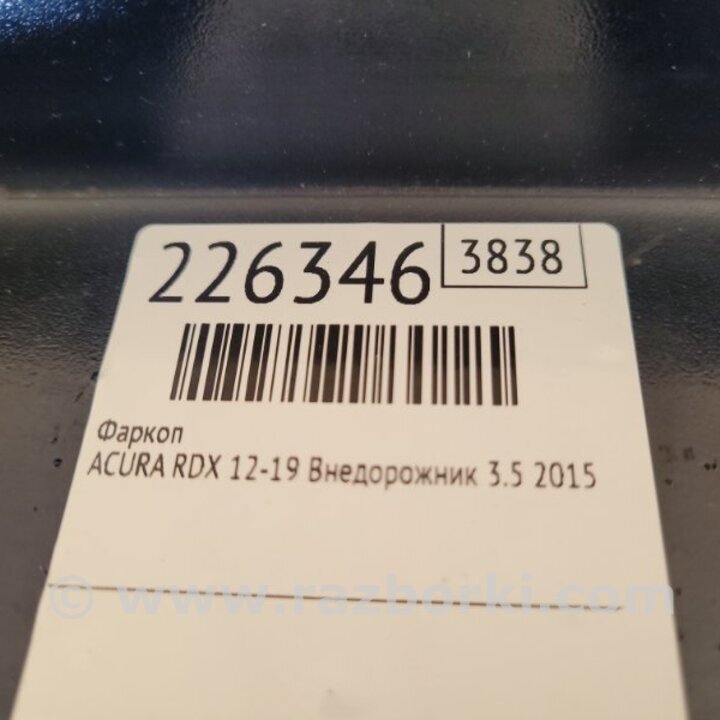 226346 3838
Фаркоп
ACURA RDX 12-19 Внедорожник 3.5 2015
© www.razborki.com